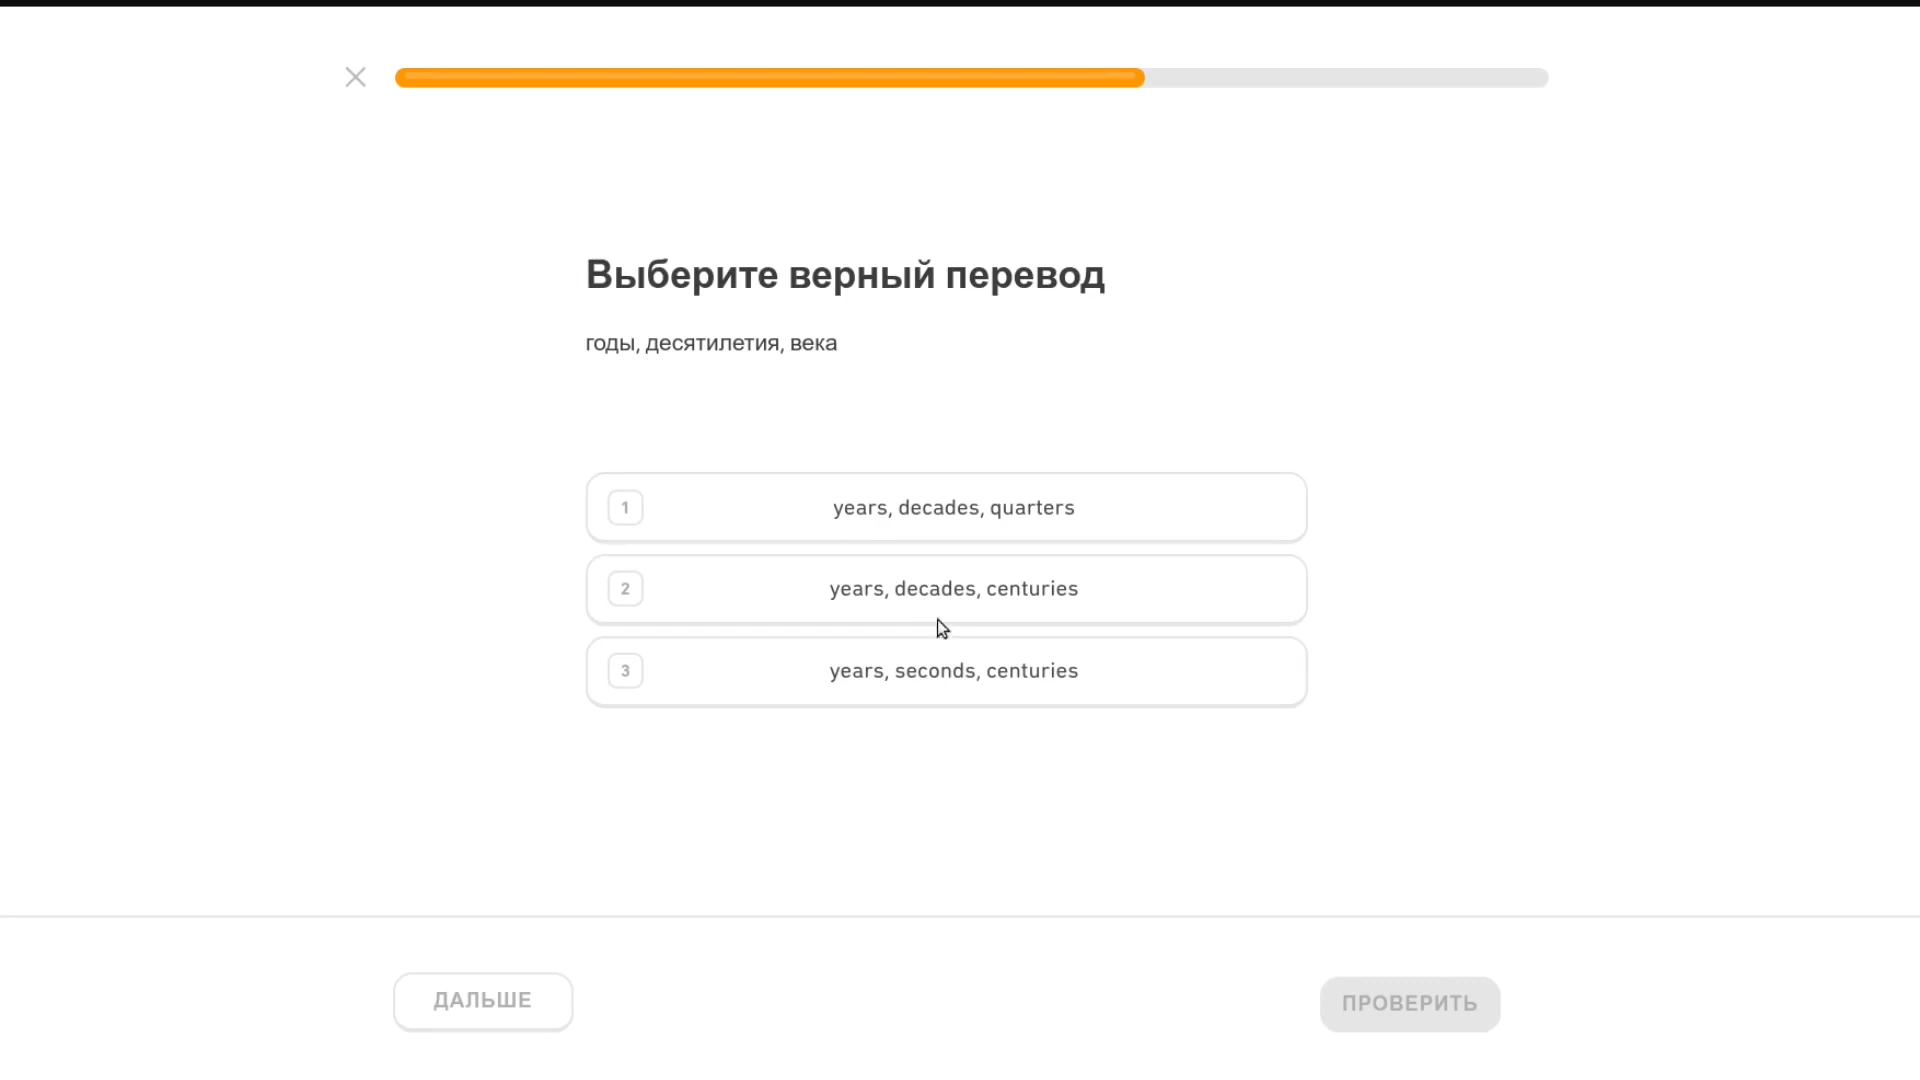 Выберите верный перевод
годы, десятилетия, века
1 years, decades, quarters
2 years, decades, centuries
3 years, seconds, centuries
ДАЛЬШЕ ПРОВЕРИТЬ